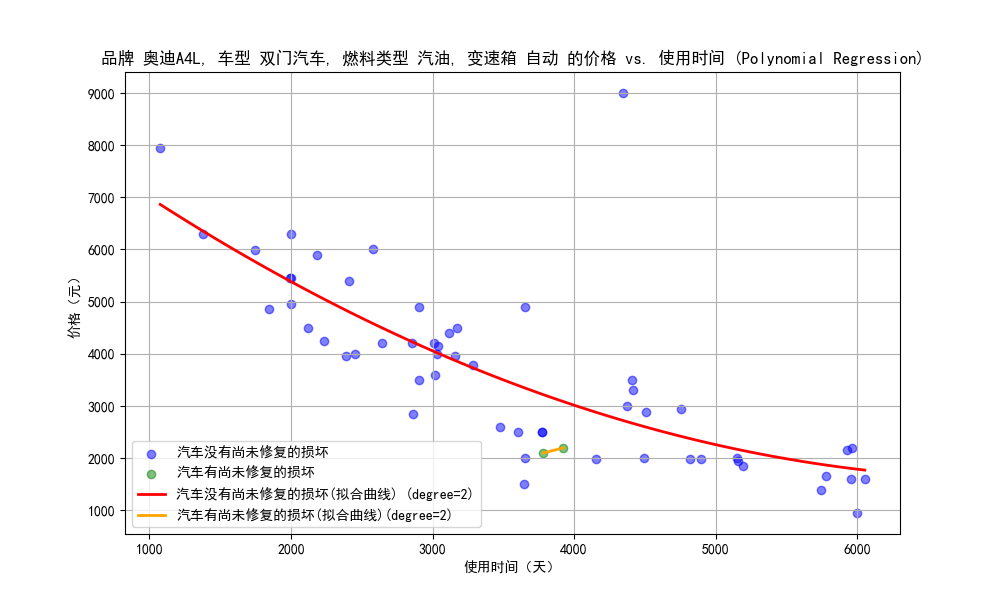 品牌 奥迪A4L, 车型 双门汽车, 燃料类型 汽油, 变速箱 自动 的价格 vs. 使用时间 (Polynomial Regression)
9000
8000
7000
6000
5000
4000
3000
2000
1000
价格（元）
汽车没有尚未修复的损坏
汽车有尚未修复的损坏
汽车没有尚未修复的损坏(拟合曲线) (degree=2)
汽车有尚未修复的损坏(拟合曲线)(degree=2)
1000 2000 3000 4000 5000 6000
使用时间（天）